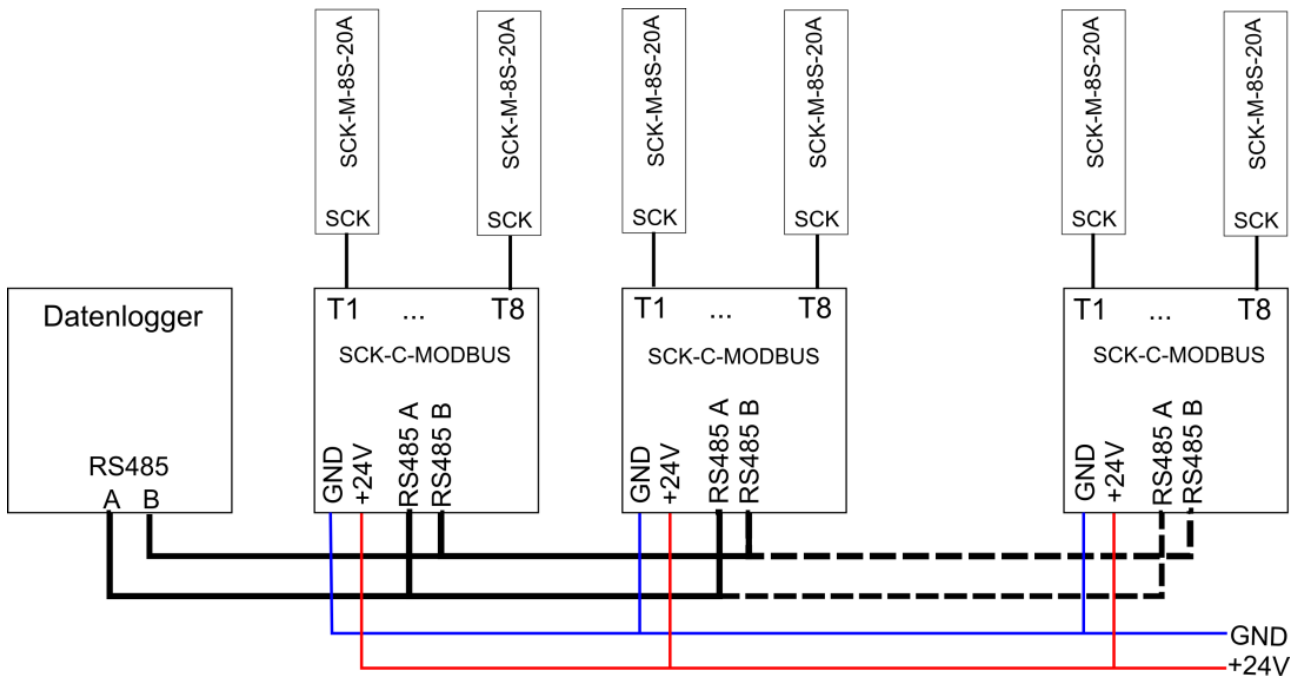 SCK-M-8S-20A
SCK
SCK-M-8S-20A
SCK
SCK-M-8S-20A
SCK
SCK-M-8S-20A
SCK
SCK-M-8S-20A
SCK
SCK-M-8S-20A
SCK
Datenlogger
RS485
A B
T1 ... T8
SCK-C-MODBUS
GND
+24V
RS485 A
RS485 B
T1 ... T8
SCK-C-MODBUS
GND
+24V
RS485 A
RS485 B
T1 ... T8
SCK-C-MODBUS
GND
+24V
RS485 A
RS485 B
GND
+24V